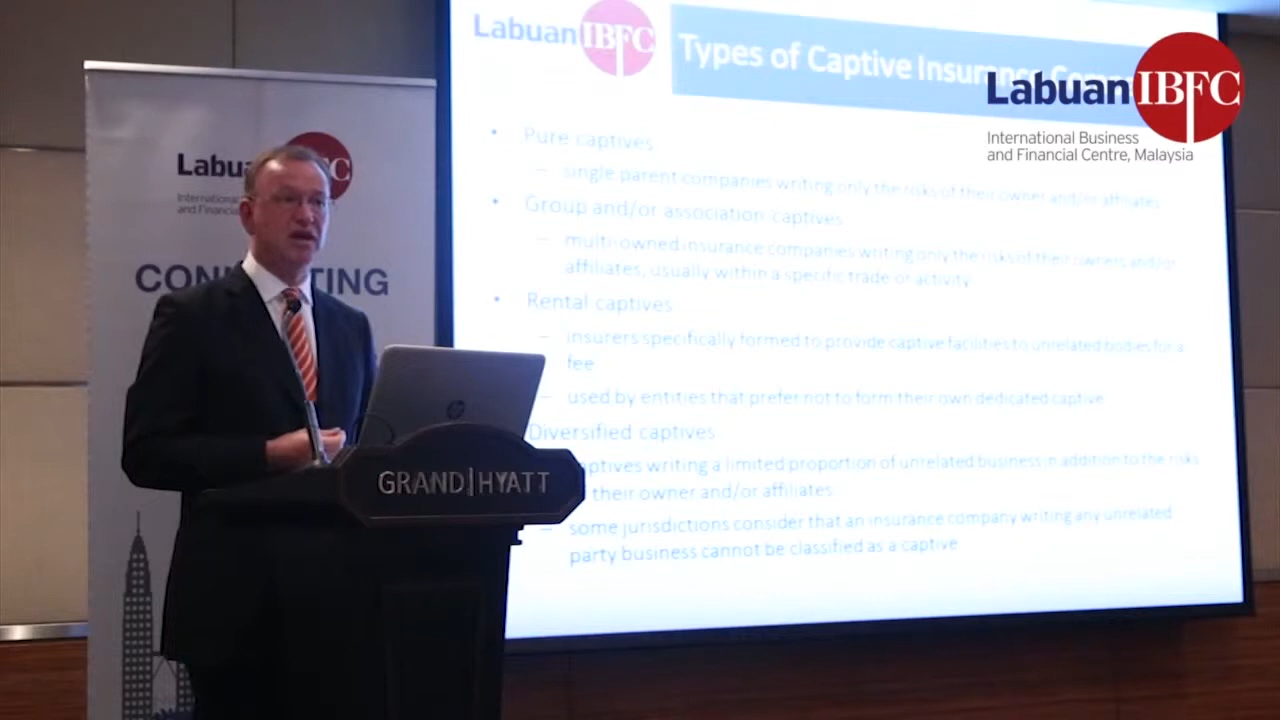 Labuan IBFC
International
and Financial
GRAND|HYATT
Labuan IBFC
Types of Captive Insurance
Labuan IBFC
International Business
and Financial Centre, Malaysia
• Pure captives
– single parent companies writing only the risks of their owner and/or affiliates
• Group and/or association captives
– multi-owned insurance companies writing only the risks of their owners and/or
affiliates, usually within a specific trade or activity
• Rental captives
– insurers specifically formed to provide captive facilities to unrelated bodies for a
fee
– used by entities that prefer not to form their own dedicated captive
Diversified captives
writing a limited proportion of unrelated business in addition to the risks
their owner and/or affiliates
– some jurisdictions consider that an insurance company writing any unrelated
party business cannot be classified as a captive